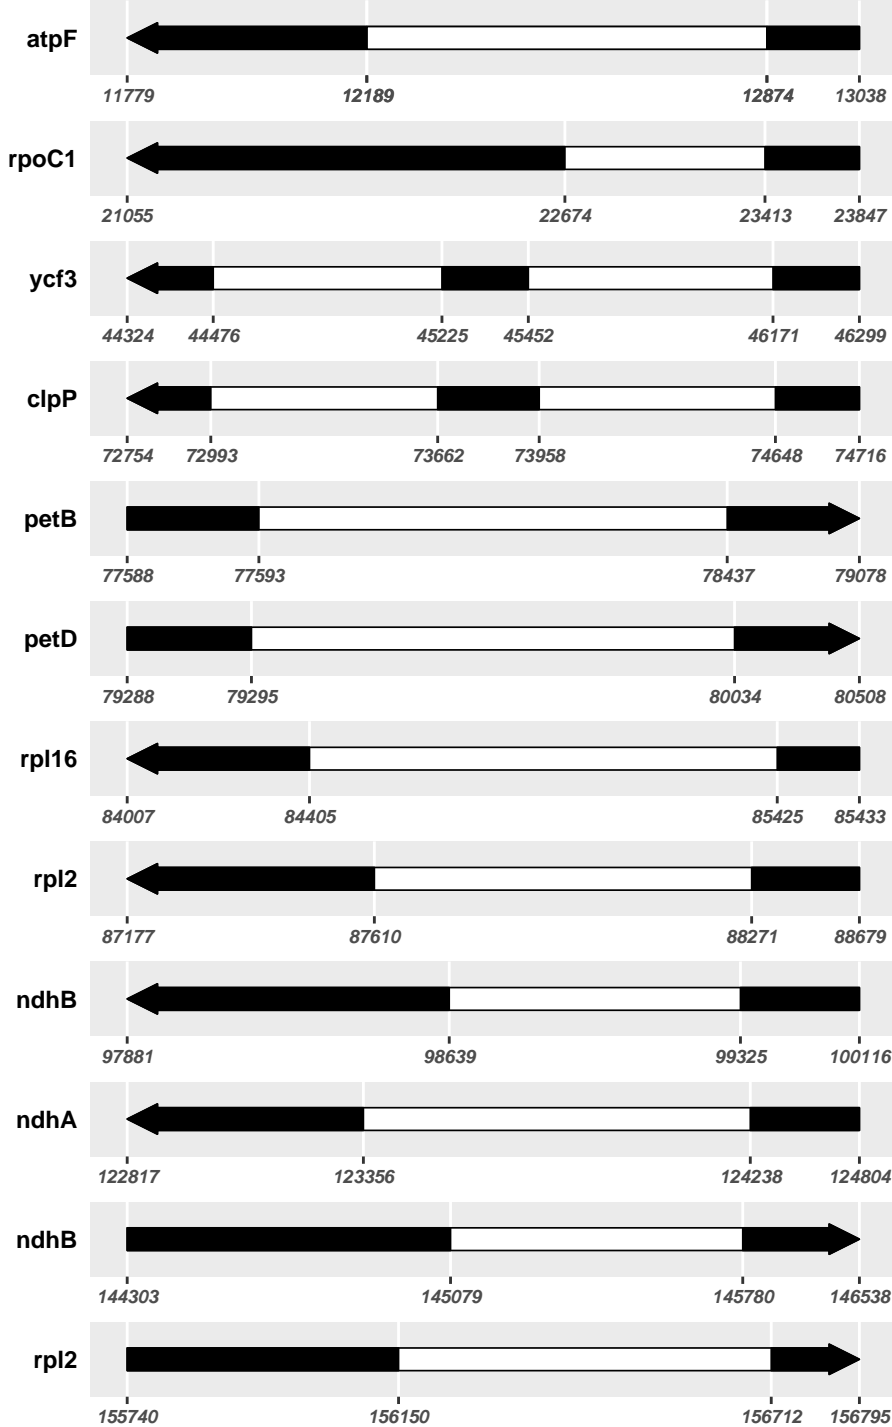 atpF
11779 12189 12874 13038
rpoC1
21055 22674 23413 23847
ycf3
44324 44476 45225 45452 46171 46299
clpP
72754 72993 73662 73958 74648 74716
petB
77588 77593 78437 79078
petD
79288 79295 80034 80508
rpl16
84007 84405 85425 85433
rpl2
87177 87610 88271 88679
ndhB
97881 98639 99325 100116
ndhA
122817 123356 124238 124804
ndhB
144303 145079 145780 146538
rpl2
155740 156150 156712 156795